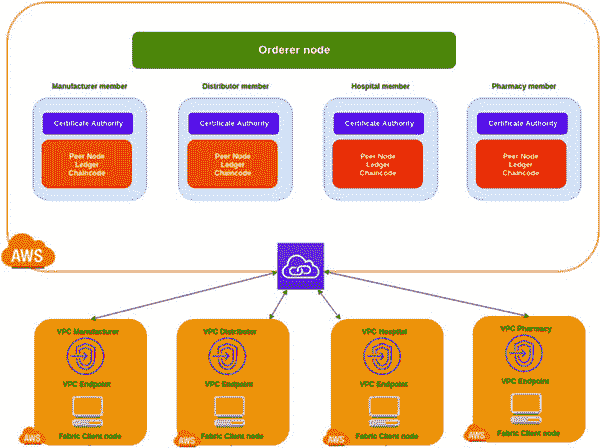 Orderer node
Manufacturer member
Distributor member
Hospital member
Pharmacy member
Certificate Authority
Certificate Authority
Certificate Authority
Certificate Authority
Peer Node
Ledger
Chaincode
Peer Node
Ledger
Chaincode
Peer Node
Ledger
Chaincode
Peer Node
Ledger
Chaincode
AWS
VPC Manufacturer
VPC Endpoint
Fabric Client node
AWS
VPC Distributer
VPC Endpoint
Fabric Client node
AWS
VPC Hospital
VPC Endpoint
Fabric Client node
AWS
VPC Pharmacy
VPC Endpoint
Fabric Client node
AWS